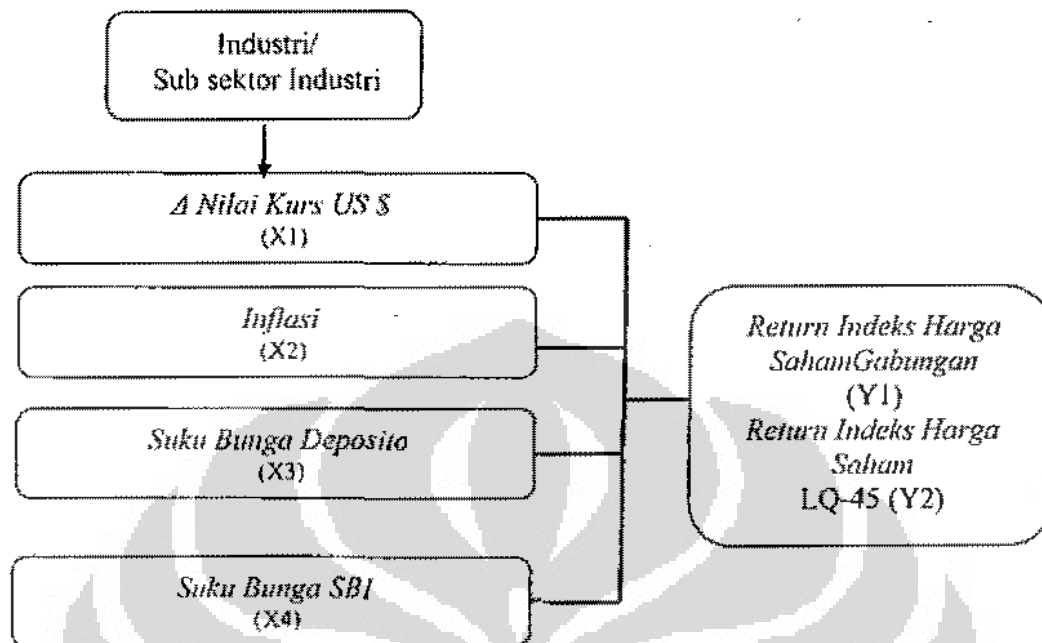 Industri/
Sub sektor Industri
Δ Nilai Kurs US $
(X1)
Inflasi
(X2)
Suku Bunga Deposito
(X3)
Suku Bunga SBI
(X4)
Return Indeks Harga
SahamGabungan
(Y1)
Return Indeks Harga
Saham
LQ-45 (Y2)